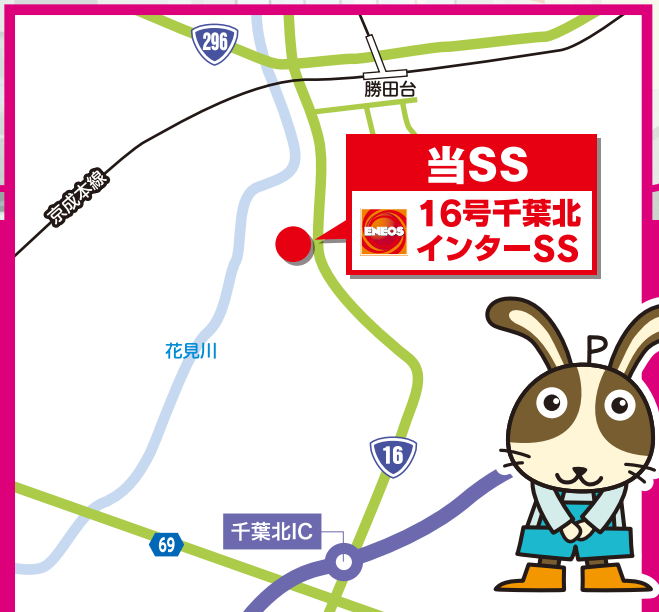 296
勝田台
京成本線
当SS
ENEOS
16号千葉北
インターSS
花見川
P
16
千葉北IC
69